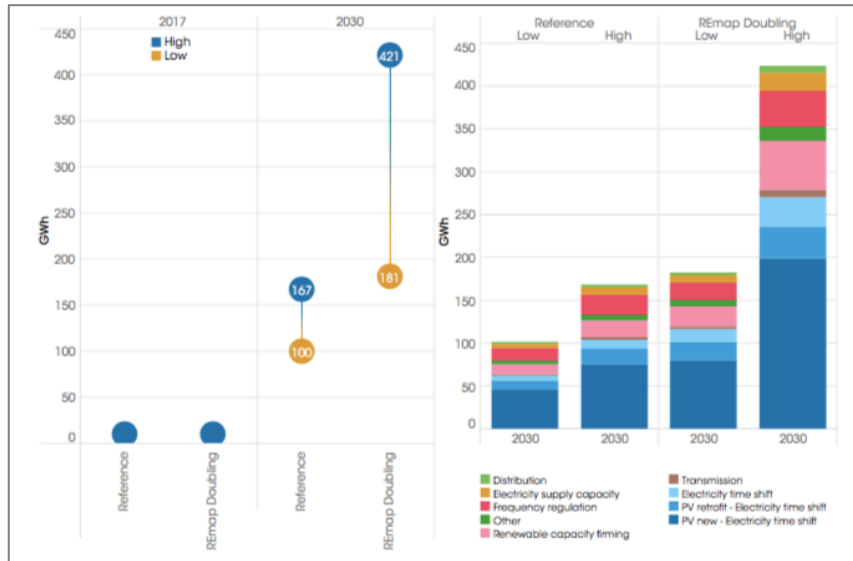 2017
2030
450
400
350
300
250
200
150
100
50
0
GWh
High
Low
421
181
167
100
Reference
REmap Doubling
Reference
REmap Doubling
Reference
REmap Doubling
Low
High
Low
High
450
400
350
300
250
200
150
100
50
0
GWh
2030
2030
2030
2030
Distribution
Electricity supply capacity
Frequency regulation
Other
Renewable capacity firming
Transmission
Electricity time shift
PV retrofit - Electricity time shift
PV new - Electricity time shift